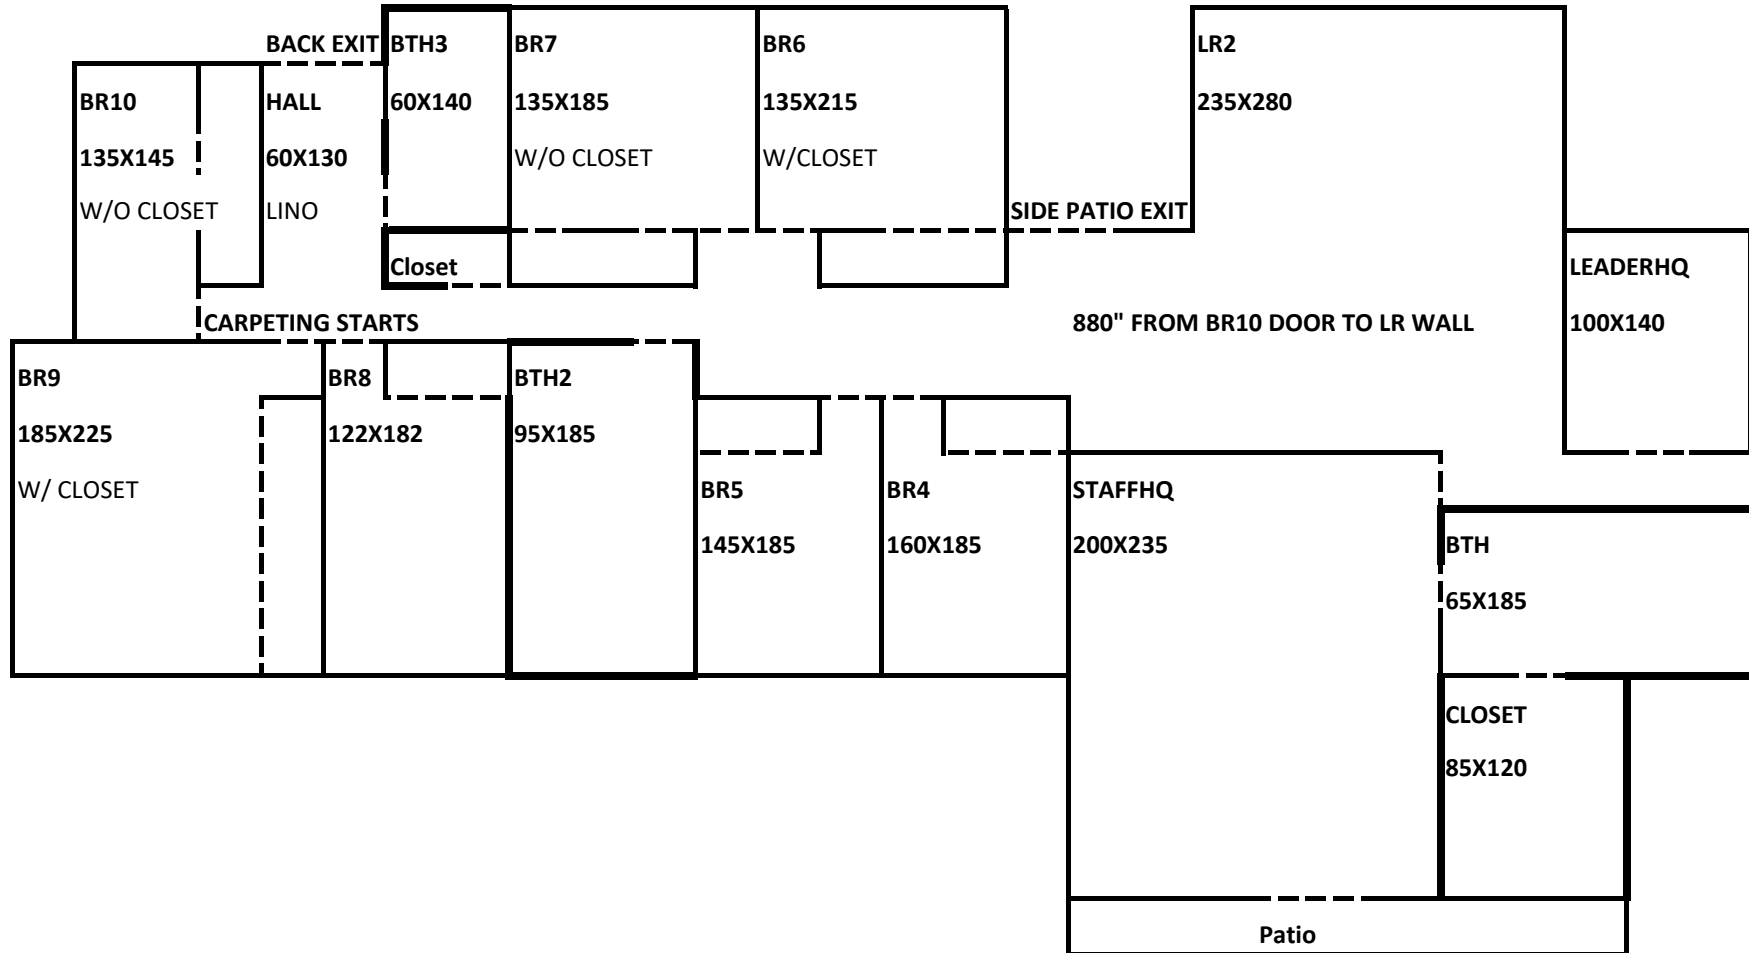 BACK EXIT
BTH3
60X140
BR7
135X185
W/O CLOSET
BR6
135X215
W/CLOSET
LR2
235X280
BR10
135X145
W/O CLOSET
HALL
60X130
LINO
SIDE PATIO EXIT
Closet
LEADERHQ
100X140
CARPETING STARTS
880" FROM BR10 DOOR TO LR WALL
BR9
185X225
W/ CLOSET
BR8
122X182
BTH2
95X185
BR5
145X185
BR4
160X185
STAFFHQ
200X235
BTH
65X185
CLOSET
85X120
Patio